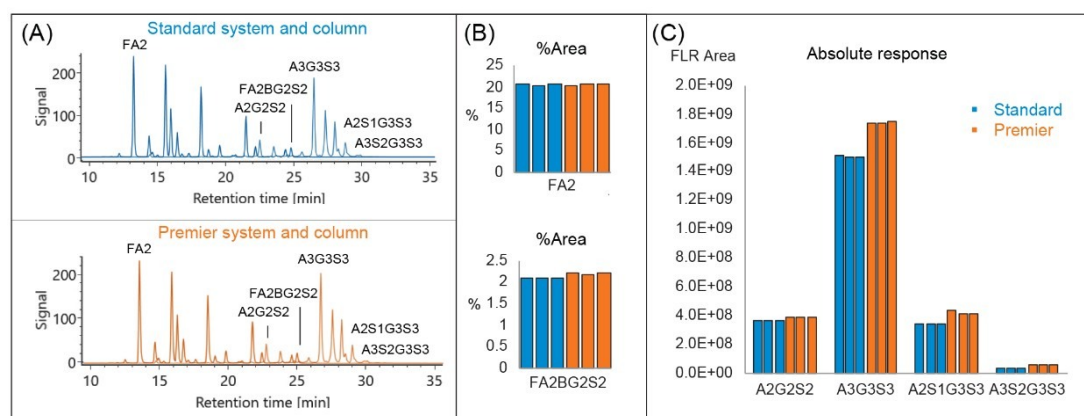 (A)
Standard system and column
FA2
A3G3S3
FA2BG2S2
A2G2S2
A2S1G3S3
A3S2G3S3
Signal
200
100
0
10 15 20 25 30 35
Retention time [min]
Premier system and column
FA2
A3G3S3
FA2BG2S2
A2G2S2
A2S1G3S3
A3S2G3S3
Signal
200
100
0
10 15 20 25 30 35
Retention time [min]
(B)
%Area
25
20
15
10
5
0
%
FA2
%Area
2.5
2
1.5
1
0.5
0
%
FA2BG2S2
(C)
FLR Area
Absolute response
2.0E+09
1.8E+09
1.6E+09
1.4E+09
1.2E+09
1.0E+09
8.0E+08
6.0E+08
4.0E+08
2.0E+08
0.0E+00
Standard
Premier
A2G2S2 A3G3S3 A2S1G3S3 A3S2G3S3